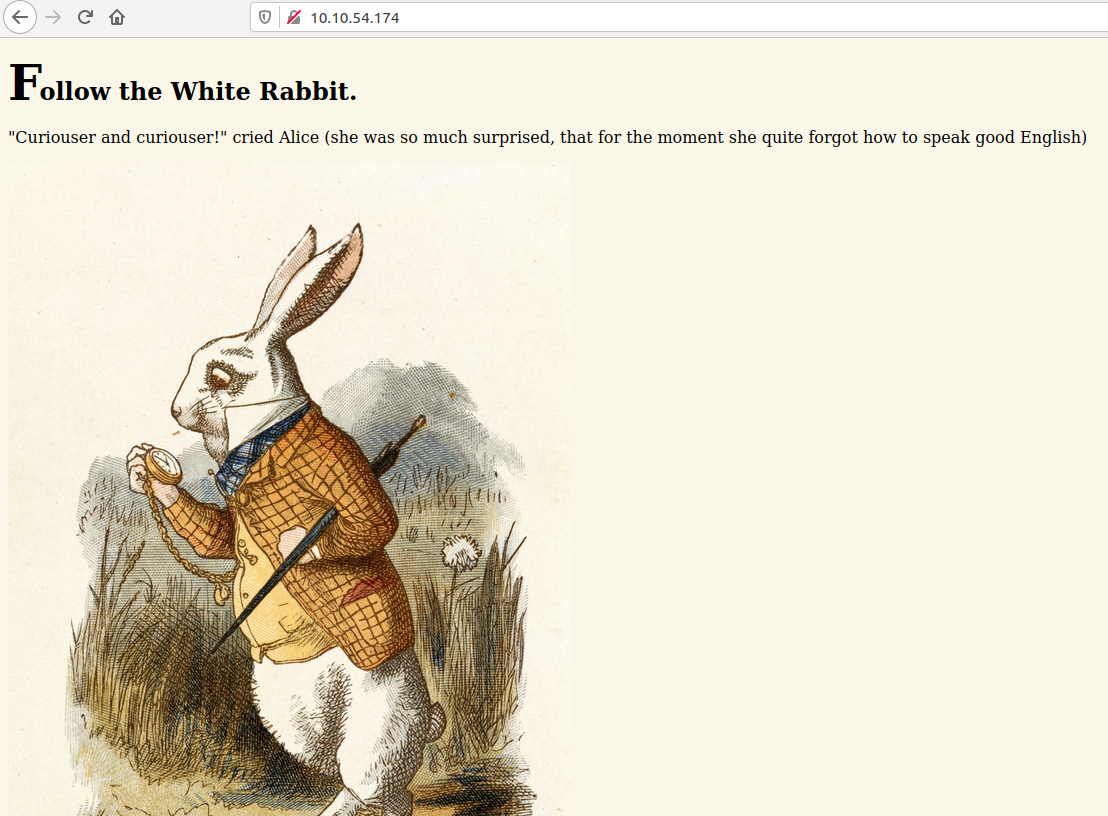 10.10.54.174
Follow the White Rabbit.
"Curiouser and curiouser!" cried Alice (she was so much surprised, that for the moment she quite forgot how to speak good English)